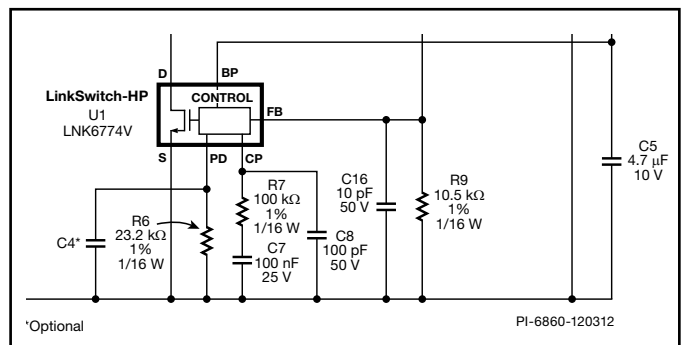 D
BP
LinkSwitch-HP
U1
LNK6774V
CONTROL
FB
S
PD
CP
C4*
R6
23.2 kΩ
1%
1/16 W
R7
100 kΩ
1%
1/16 W
C7
100 nF
25 V
C8
100 pF
50 V
C16
10 pF
50 V
R9
10.5 kΩ
1%
1/16 W
C5
4.7 μF
10 V
*Optional
PI-6860-120312